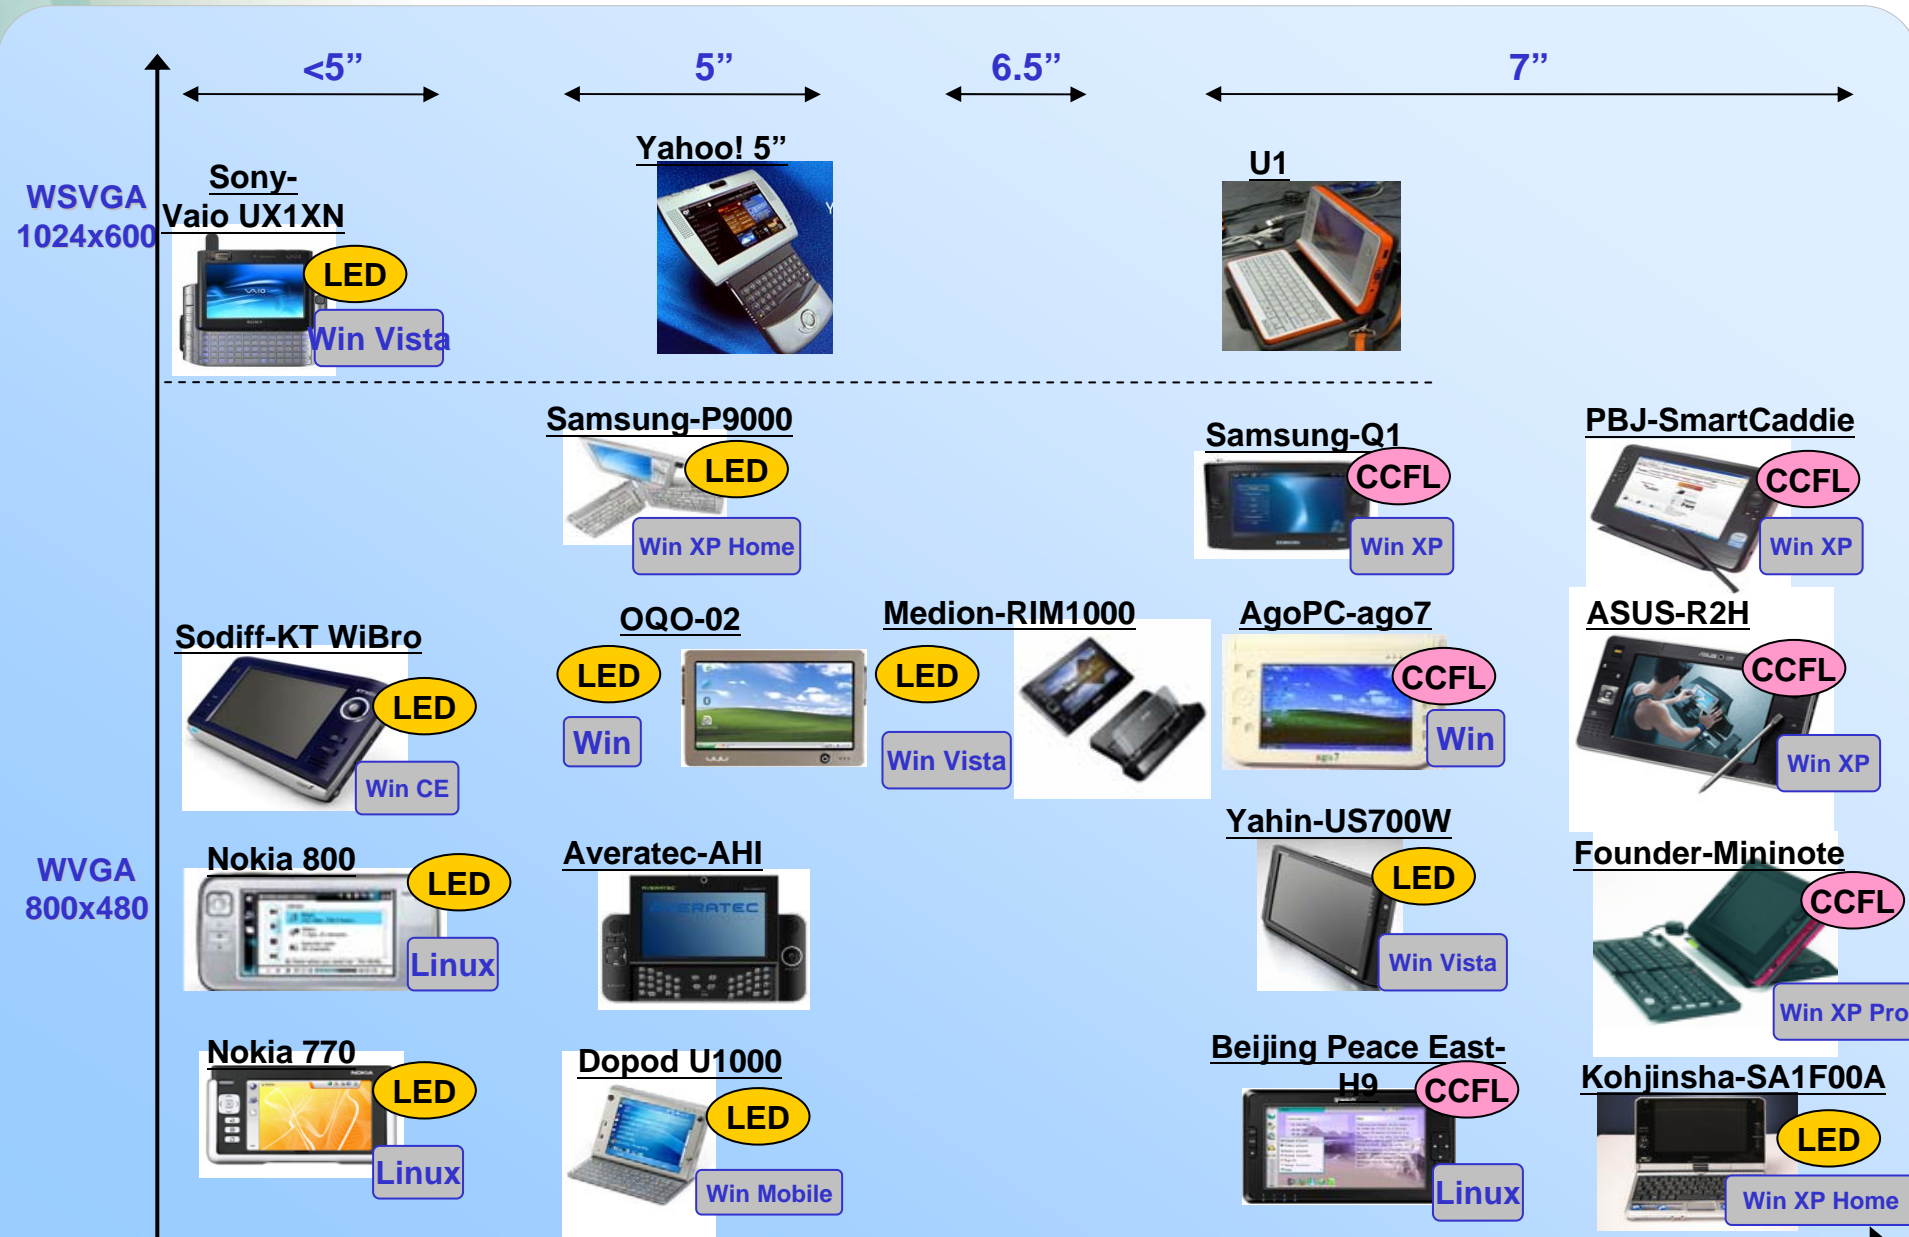 <5”
5”
6.5”
7”
WSVGA
1024x600
Sony-
Vaio UX1XN
LED
Win Vista
Yahoo! 5”
U1
Samsung-P9000
LED
Win XP Home
Samsung-Q1
CCFL
Win XP
PBJ-SmartCaddie
CCFL
Win XP
Sodiff-KT WiBro
LED
Win CE
OQO-02
LED
Win
Medion-RIM1000
LED
Win Vista
AgoPC-ago7
CCFL
Win
ago7
ASUS-R2H
CCFL
Win XP
WVGA
800x480
Nokia 800
LED
Linux
Averatec-AHI
AVERATEC
Yahin-US700W
LED
Win Vista
Founder-Mininote
CCFL
Win XP Pro
Nokia 770
NOKIA
LED
Linux
Dopod U1000
LED
Win Mobile
Beijing Peace East-
H9
CCFL
Linux
Kohjinsha-SA1F00A
LED
Win XP Home